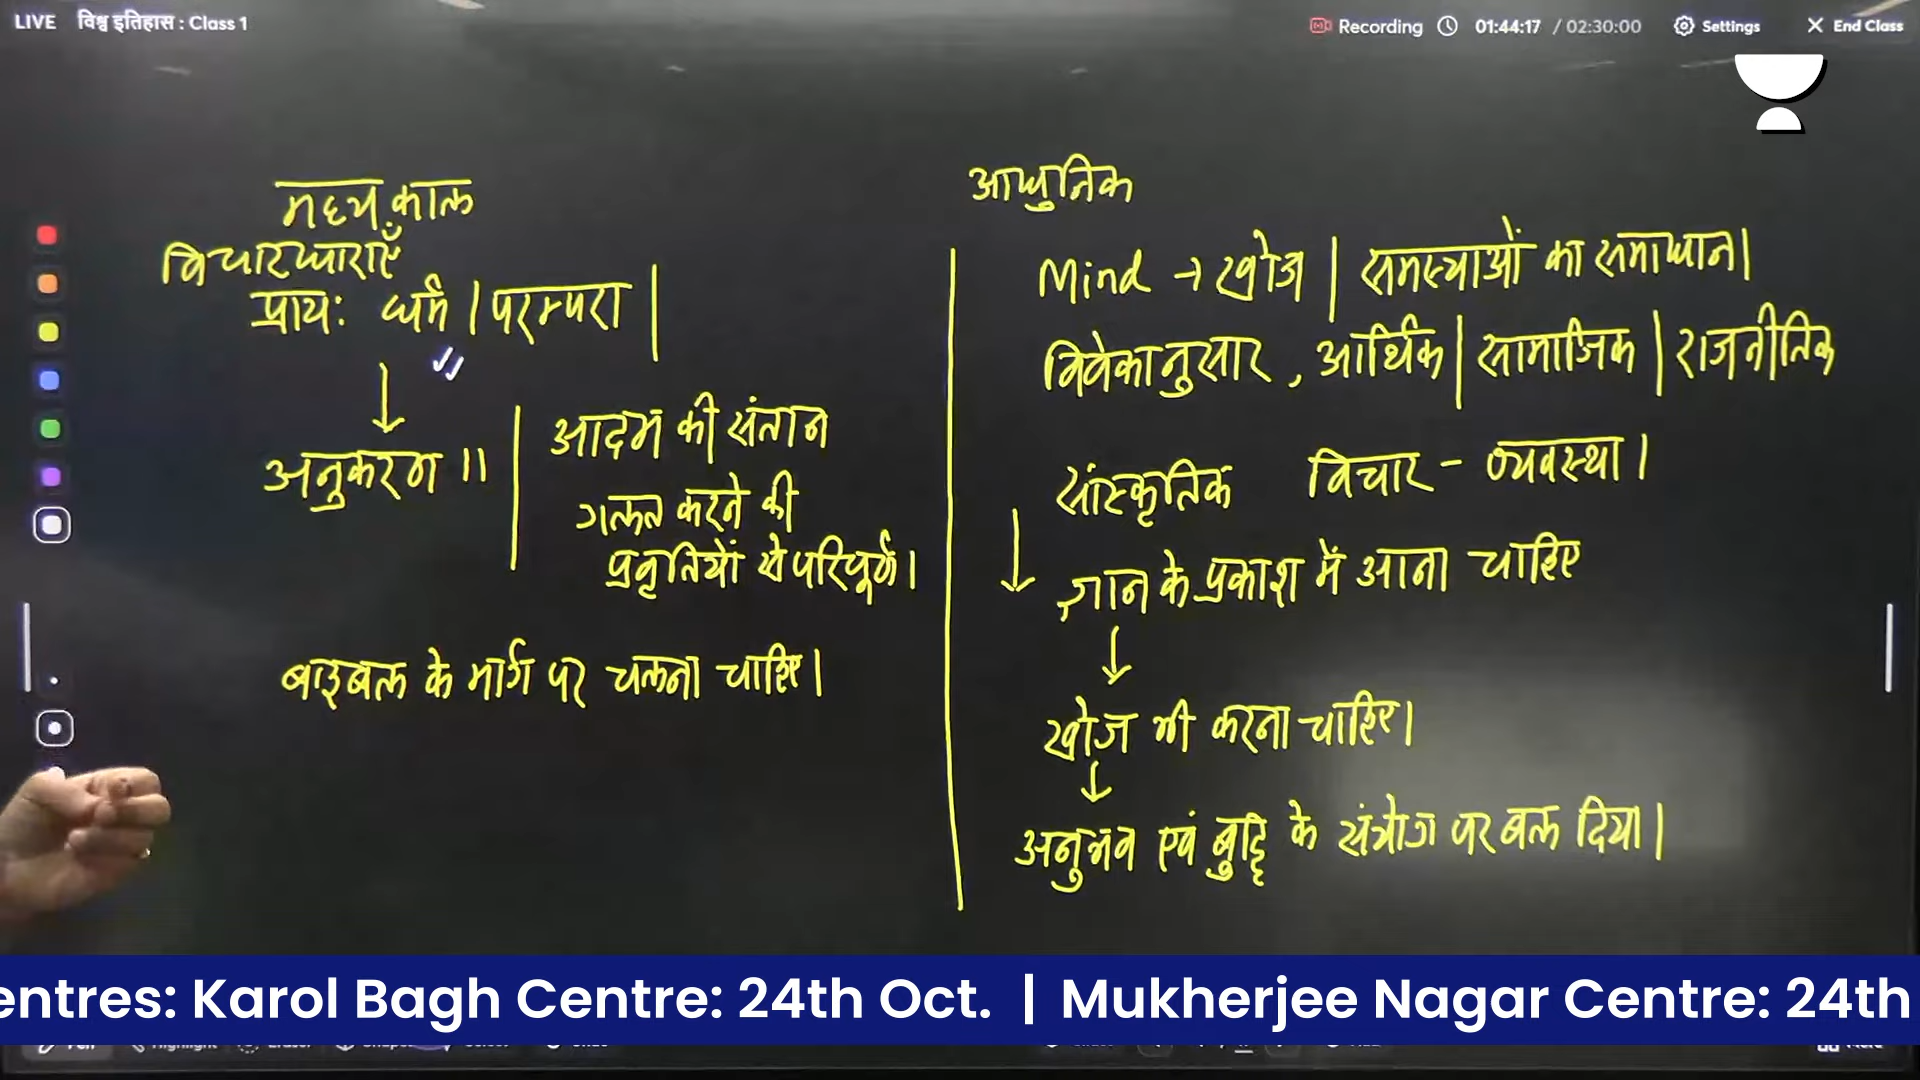 LIVE विश्व इतिहास : Class 1
Recording 01:44:17 / 02:30:00 Settings End Class
मध्य काल
विचारधाराएँ
प्रायः धर्म | परम्परा |
अनुकरण ॥
आदम की संतान
गलत करने की
प्रवृतियों से परिपूर्ण।
बाइबल के मार्ग पर चलना चाहिए।
आधुनिक
Mind → खोज | समस्याओं का समाधान।
विवेकानुसार, आर्थिक | सामाजिक | राजनीतिक
सांस्कृतिक विचार - व्यवस्था।
ज्ञान के प्रकाश में आना चाहिए
खोज भी करना चाहिए।
अनुभव एवं बुद्धि के संयोग पर बल दिया।
entres: Karol Bagh Centre: 24th Oct. | Mukherjee Nagar Centre: 24th